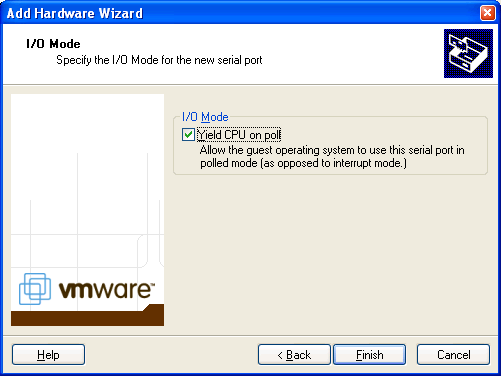 Add Hardware Wizard
I/O Mode
Specify the I/O Mode for the new serial port
I/O Mode
Yield CPU on poll
Allow the guest operating system to use this serial port in
polled mode (as opposed to interrupt mode.)
vmware™
Help
< Back
Finish
Cancel